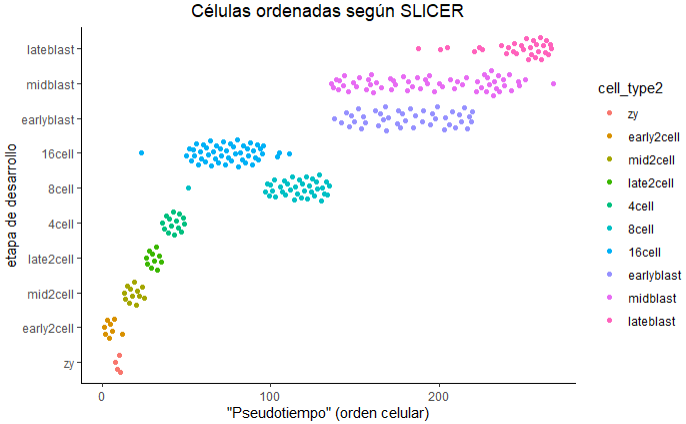 Células ordenadas según SLICER
etapa de desarrollo
lateblast
midblast
earlyblast
16cell
8cell
4cell
late2cell
mid2cell
early2cell
zy
0
100
200
"Pseudotiempo" (orden celular)
cell_type2
zy
early2cell
mid2cell
late2cell
4cell
8cell
16cell
earlyblast
midblast
lateblast